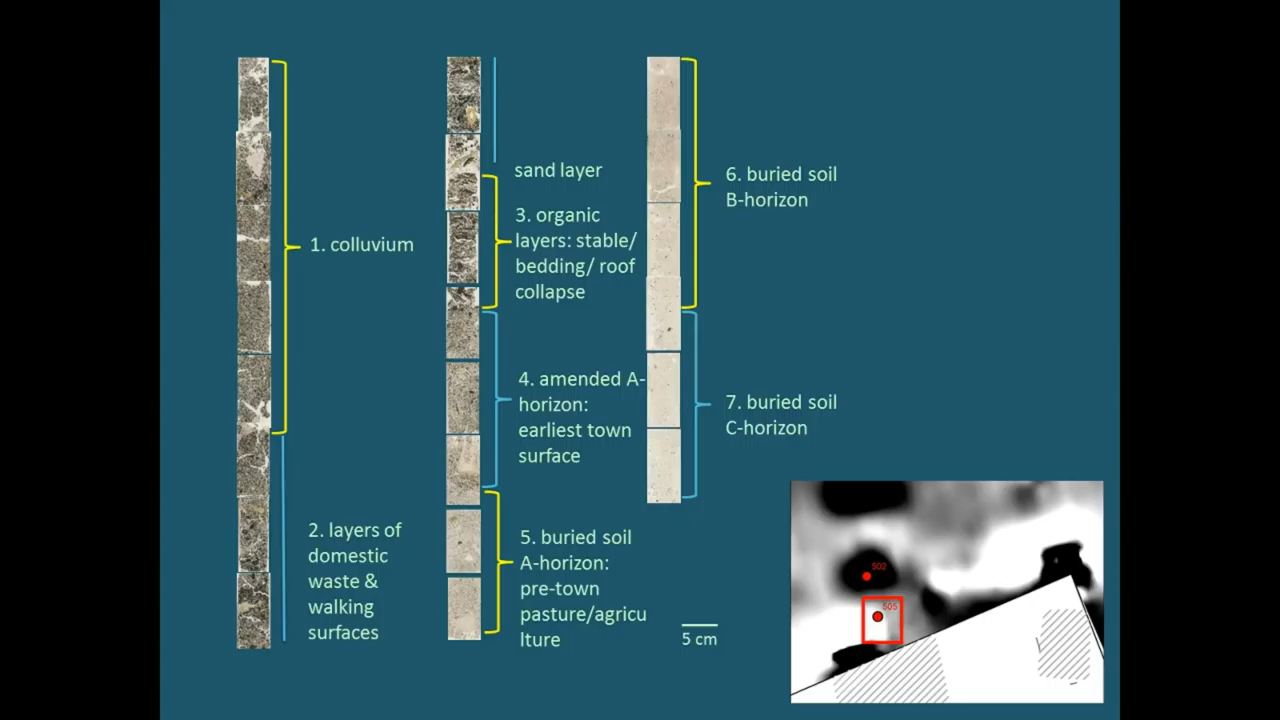 1. colluvium
2. layers of
domestic
waste &
walking
surfaces
sand layer
3. organic
layers: stable/
bedding/ roof
collapse
4. amended A-
horizon:
earliest town
surface
5. buried soil
A-horizon:
pre-town
pasture/agricu
lture
6. buried soil
B-horizon
7. buried soil
C-horizon
5 cm
502
505